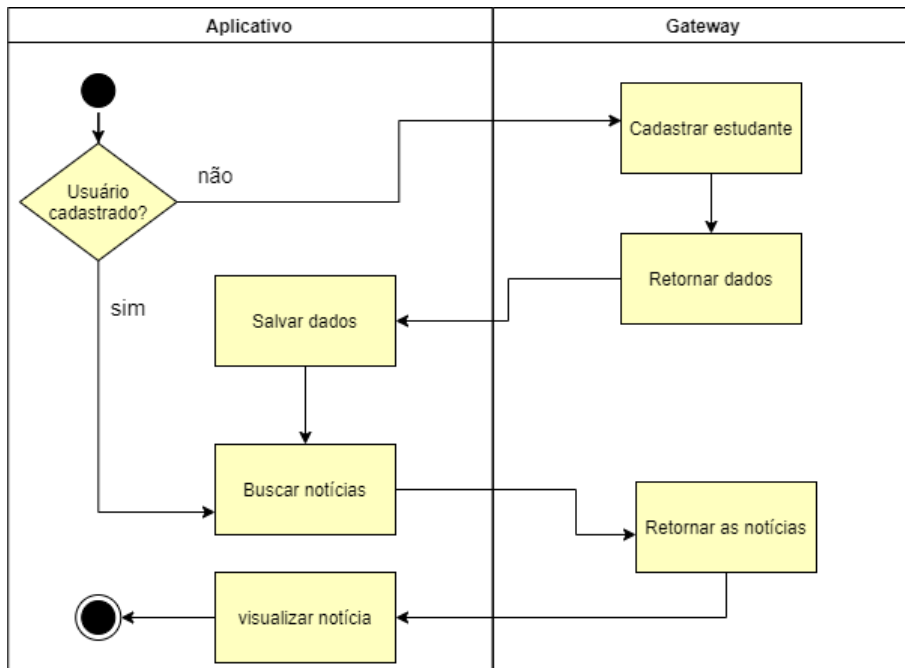 Aplicativo
Gateway
Cadastrar estudante
não
Usuário
cadastrado?
Retornar dados
sim
Salvar dados
Buscar notícias
Retornar as notícias
visualizar notícia